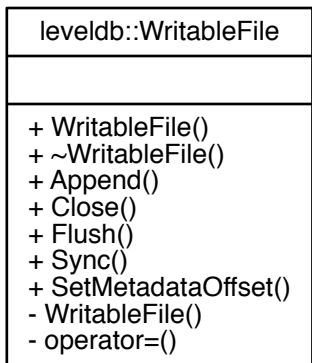 leveldb::WritableFile
+ WritableFile()
+ ~WritableFile()
+ Append()
+ Close()
+ Flush()
+ Sync()
+ SetMetadataOffset()
- WritableFile()
- operator=()